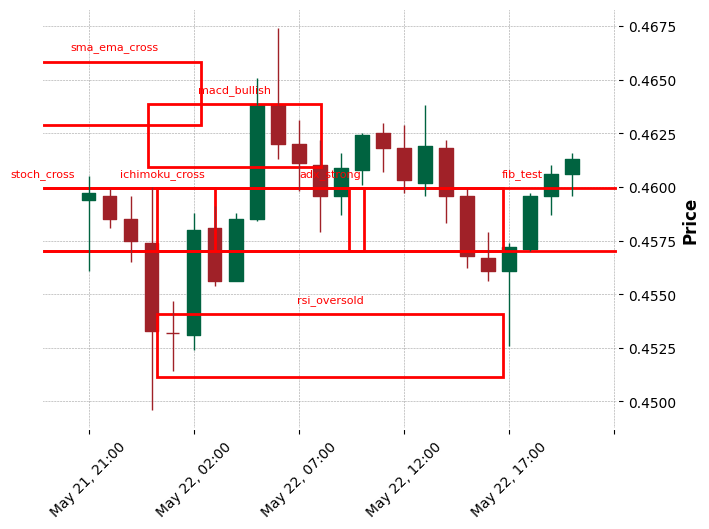 sma_ema_cross
macd_bullish
stoch_cross
ichimoku_cross
fib_test
rsi_oversold
0.4675
0.4650
0.4625
0.4600
0.4575
0.4550
0.4525
0.4500
Price
May 21, 21:00
May 22, 02:00
May 22, 07:00
May 22, 12:00
May 22, 17:00